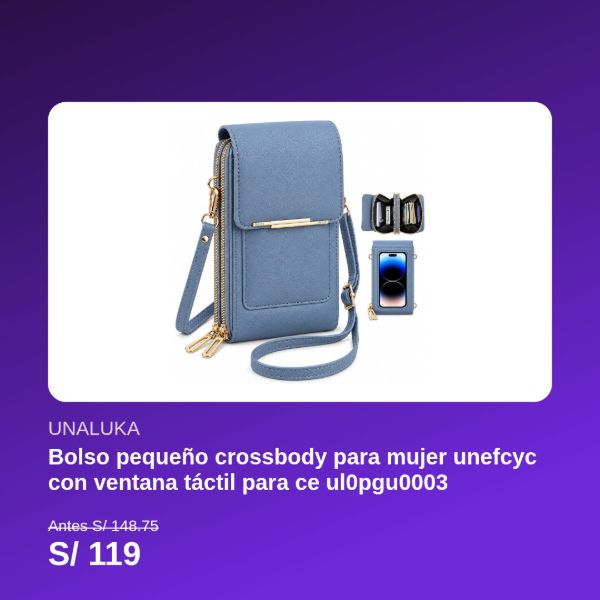 UNALUKA
Bolso pequeño crossbody para mujer unefcyc
con ventana táctil para ce ul0pgu0003
Antes S/ 148.75
S/ 119